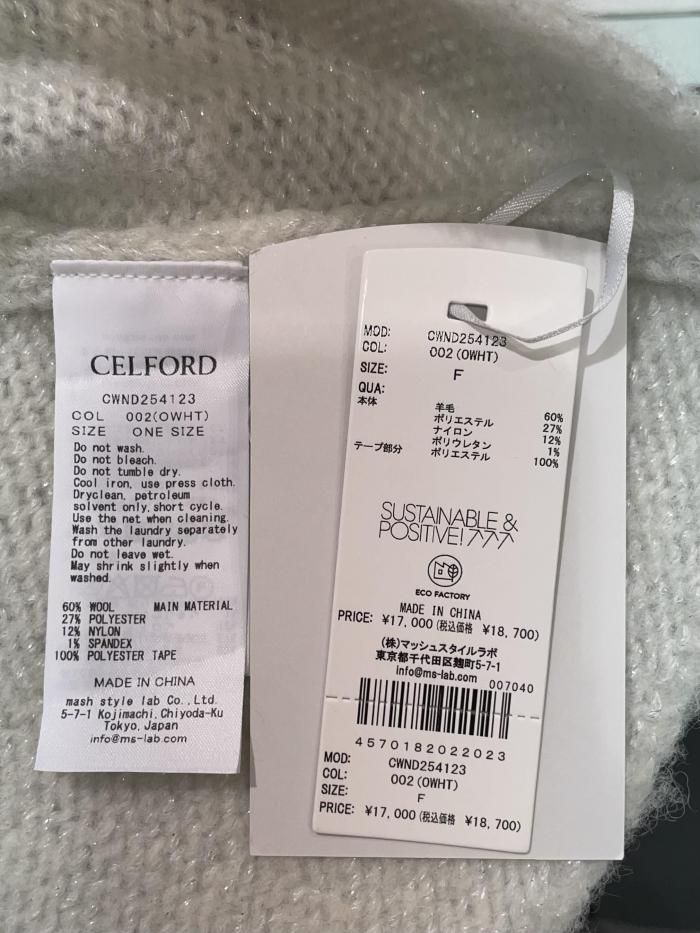 CELFORD
CWND254123
COL 002(OWHT)
SIZE ONE SIZE
Do not wash.
Do not bleach.
Do not tumble dry.
Cool iron, use press cloth.
Dryclean, petroleum
solvent only, short cycle.
Use the net when cleaning.
Wash the laundry separately
from other laundry.
Do not leave wet.
May shrink slightly when
washed.
60% WOOL MAIN MATERIAL
27% POLYESTER
12% NYLON
1% SPANDEX
100% POLYESTER TAPE
MADE IN CHINA
mash style lab Co., Ltd.
5-7-1 Kojimachi, Chiyoda-Ku
Tokyo, Japan
info@ms-lab.com
MOD: CWND254123
COL: 002 (OWHT)
SIZE: F
QUA:
本体 羊毛 60%
ポリエステル 27%
ナイロン 12%
ポリウレタン 1%
テープ部分 ポリエステル 100%
SUSTAINABLE &
POSITIVE! 777
ECO FACTORY
MADE IN CHINA
PRICE: ¥17,000 (税込価格 ¥18,700)
(株)マッシュスタイルラボ
東京都千代田区麹町5-7-1
info@ms-lab.com 007040
4570182022023
MOD: CWND254123
COL: 002 (OWHT)
SIZE: F
PRICE: ¥17,000 (税込価格 ¥18,700)